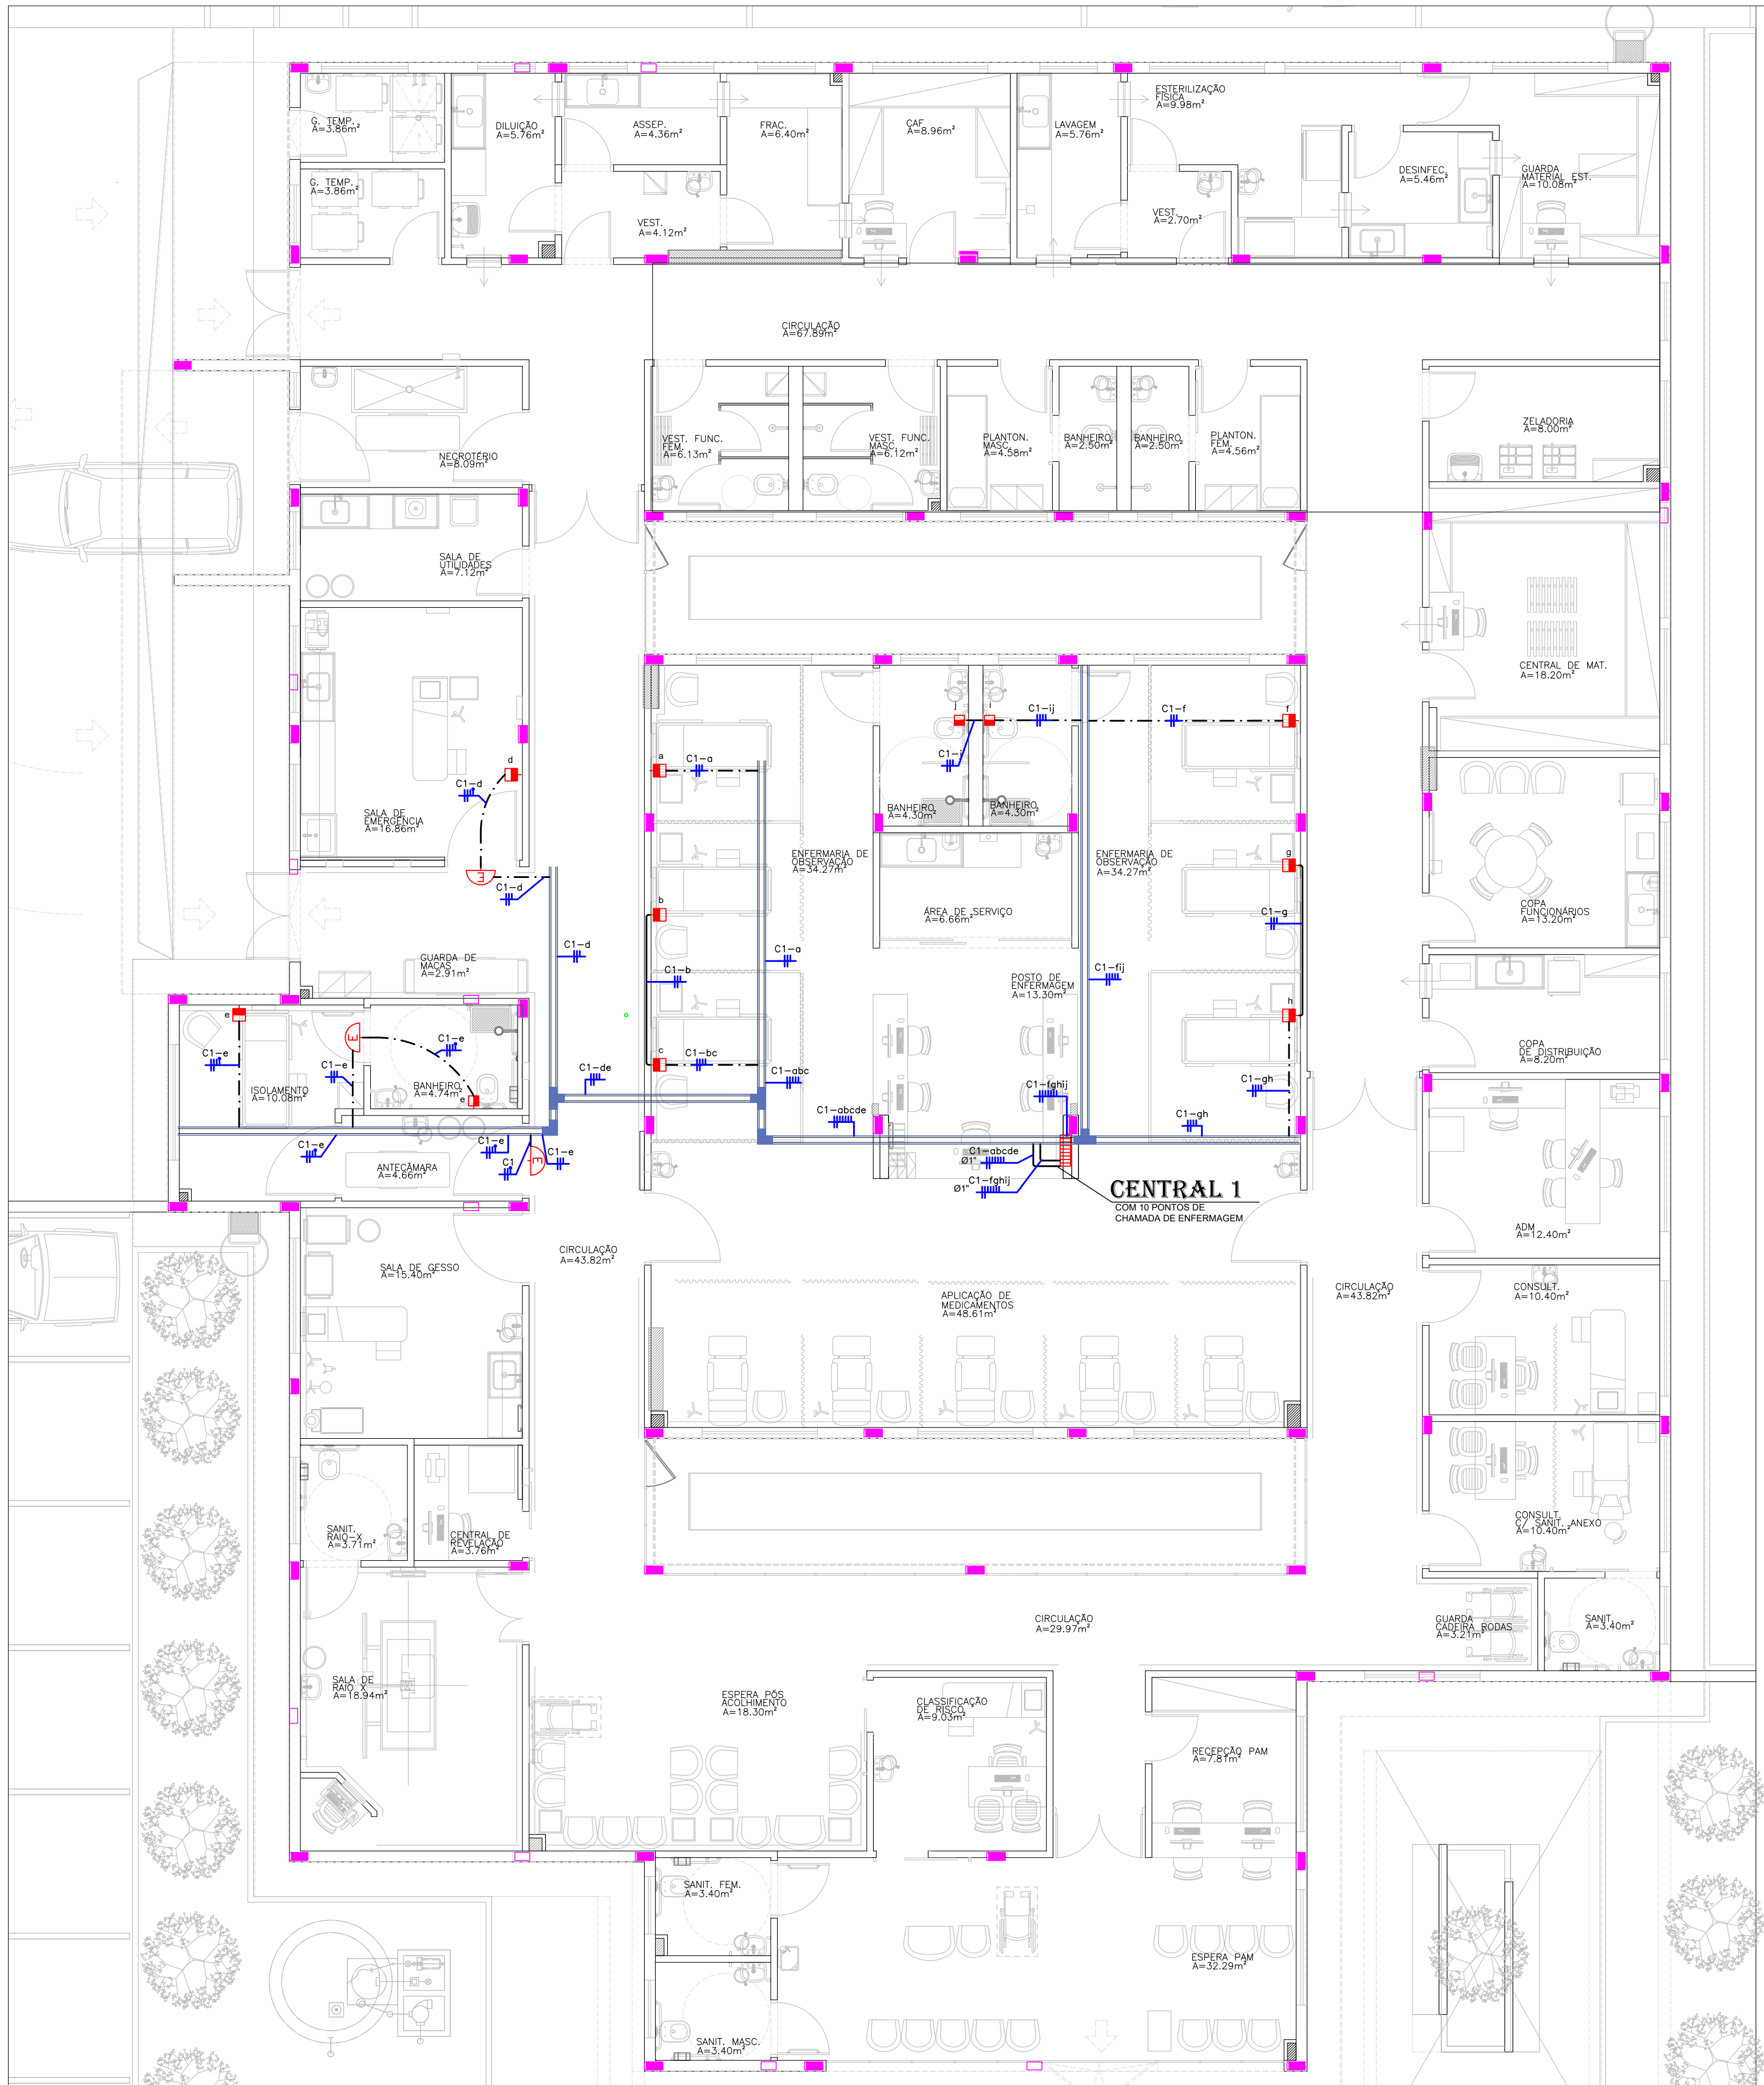 G. TEMP.
A=3.86m²
DILUIÇÃO
A=5.76m²
ASSEP.
A=4.36m²
FRAC.
A=6.40m²
CAF
A=8.96m²
LAVAGEM
A=5.76m²
ESTERILIZAÇÃO
FÍSICA
A=9.98m²
DESINFEC.
A=5.46m²
GUARDA
MATERIAL EST.
A=10.08m²
G. TEMP.
A=3.86m²
VEST.
A=4.12m²
VEST.
A=2.70m²
CIRCULAÇÃO
A=67.89m²
NECROTÉRIO
A=8.09m²
VEST. FUNC.
FEM.
A=6.13m²
VEST. FUNC.
MASC.
A=6.12m²
PLANTON.
MASC.
A=4.58m²
BANHEIRO
A=2.50m²
BANHEIRO
A=2.50m²
PLANTON.
FEM.
A=4.56m²
ZELADORIA
A=8.00m²
SALA DE
UTILIDADES
A=7.12m²
CENTRAL DE MAT.
A=18.20m²
j
i
C1-ij
C1-f
f
C1-j
a
C1-a
d
C1-d
SALA DE
EMERGÊNCIA
A=16.86m²
BANHEIRO
A=4.30m²
BANHEIRO
A=4.30m²
ENFERMARIA DE
OBSERVAÇÃO
A=34.27m²
ENFERMARIA DE
OBSERVAÇÃO
A=34.27m²
g
E
C1-d
b
ÁREA DE SERVIÇO
A=6.66m²
C1-g
COPA
FUNCIONÁRIOS
A=13.20m²
C1-d
C1-a
GUARDA DE
MACAS
A=2.91m²
C1-b
C1-fij
POSTO DE
ENFERMAGEM
A=13.30m²
e
h
E
C1-e
C1-e
C1-e
c
C1-bc
COPA
DE DISTRIBUIÇÃO
A=8.20m²
ISOLAMENTO
A=10.08m²
BANHEIRO
A=4.74m²
e
C1-de
C1-abc
C1-fghij
C1-gh
C1-abcde
C1-gh
C1-e
C1-e
C1
E
C1-e
C1-abcde
Ø1"
C1-fghij
Ø1"
ANTECÂMARA
A=4.66m²
CENTRAL 1
COM 10 PONTOS DE
CHAMADA DE ENFERMAGEM
ADM
A=12.40m²
CIRCULAÇÃO
A=43.82m²
SALA DE GESSO
A=15.40m²
APLICAÇÃO DE
MEDICAMENTOS
A=48.61m²
CIRCULAÇÃO
A=43.82m²
CONSULT.
A=10.40m²
SANIT.
RAIO-X
A=3.71m²
CENTRAL DE
REVELAÇÃO
A=3.76m²
CONSULT.
C/ SANIT. ANEXO
A=10.40m²
CIRCULAÇÃO
A=29.97m²
GUARDA
CADEIRA RODAS
A=3.21m²
SANIT.
A=3.40m²
SALA DE
RAIO X
A=18.94m²
ESPERA PÓS
ACOLHIMENTO
A=18.30m²
CLASSIFICAÇÃO
DE RISCO
A=9.03m²
RECEPÇÃO PAM
A=7.81m²
SANIT. FEM.
A=3.40m²
ESPERA PAM
A=32.29m²
SANIT. MASC.
A=3.40m²